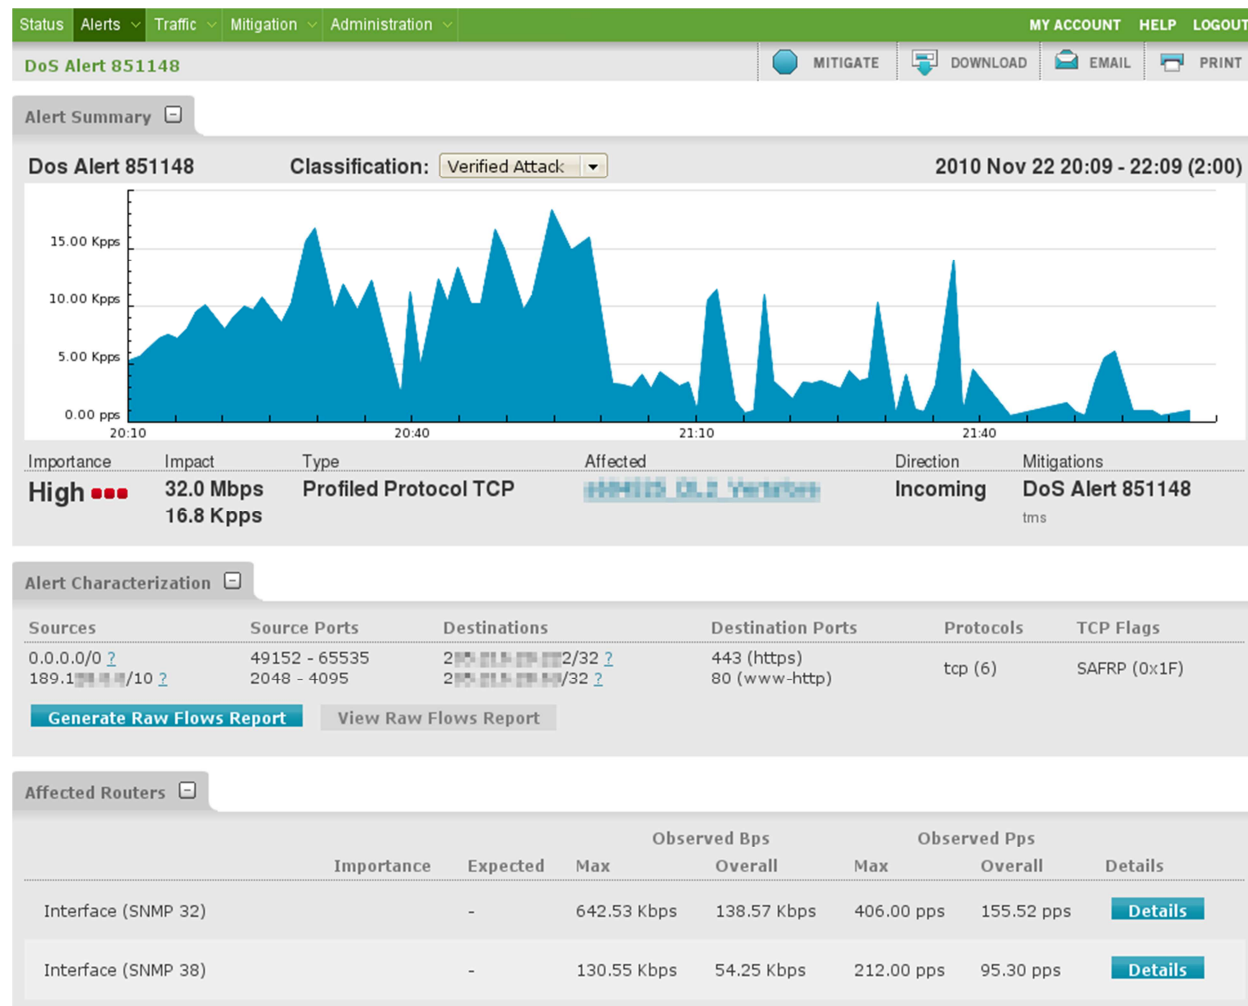 Status Alerts Traffic Mitigation Administration MY ACCOUNT HELP LOGOUT
DoS Alert 851148 MITIGATE DOWNLOAD EMAIL PRINT
Alert Summary
Dos Alert 851148 Classification: Verified Attack 2010 Nov 22 20:09 - 22:09 (2:00)
15.00 Kpps
10.00 Kpps
5.00 Kpps
0.00 pps
20:10 20:40 21:10 21:40
Importance Impact Type Affected Direction Mitigations
High 32.0 Mbps Profiled Protocol TCP Incoming DoS Alert 851148
16.8 Kpps tms
Alert Characterization
Sources Source Ports Destinations Destination Ports Protocols TCP Flags
0.0.0.0/0 ? 49152 - 65535 2/32 ? 443 (https) tcp (6) SAFRP (0x1F)
/10 ? 2048 - 4095 /32 ? 80 (www-http)
Generate Raw Flows Report View Raw Flows Report
Affected Routers
Observed Bps Observed Pps
Importance Expected Max Overall Max Overall Details
Interface (SNMP 32) - 642.53 Kbps 138.57 Kbps 406.00 pps 155.52 pps Details
Interface (SNMP 38) - 130.55 Kbps 54.25 Kbps 212.00 pps 95.30 pps Details